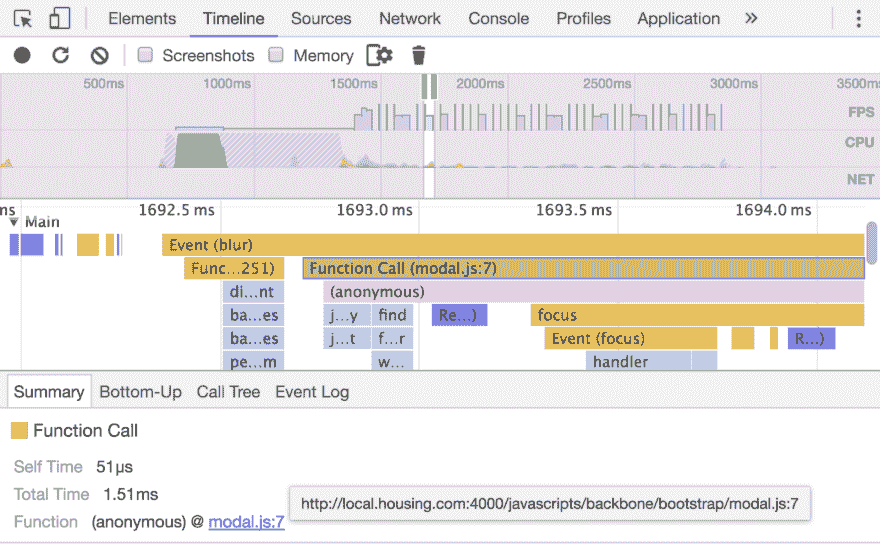 Elements Timeline Sources Network Console Profiles Application »
Screenshots Memory
500ms 1000ms 1500ms 2000ms 2500ms 3000ms 3500ms
FPS
CPU
NET
ms 1692.5 ms 1693.0 ms 1693.5 ms 1694.0 ms
▼ Main
Event (blur)
Func…251) Function Call (modal.js:7)
di…nt (anonymous)
ba…es j…y find Re…) focus
ba…es j…t f…r Event (focus) R…)
pe…m w… handler
Summary Bottom-Up Call Tree Event Log
Function Call
Self Time 51µs
Total Time 1.51ms
http://local.housing.com:4000/javascripts/backbone/bootstrap/modal.js:7
Function (anonymous) @ modal.js:7